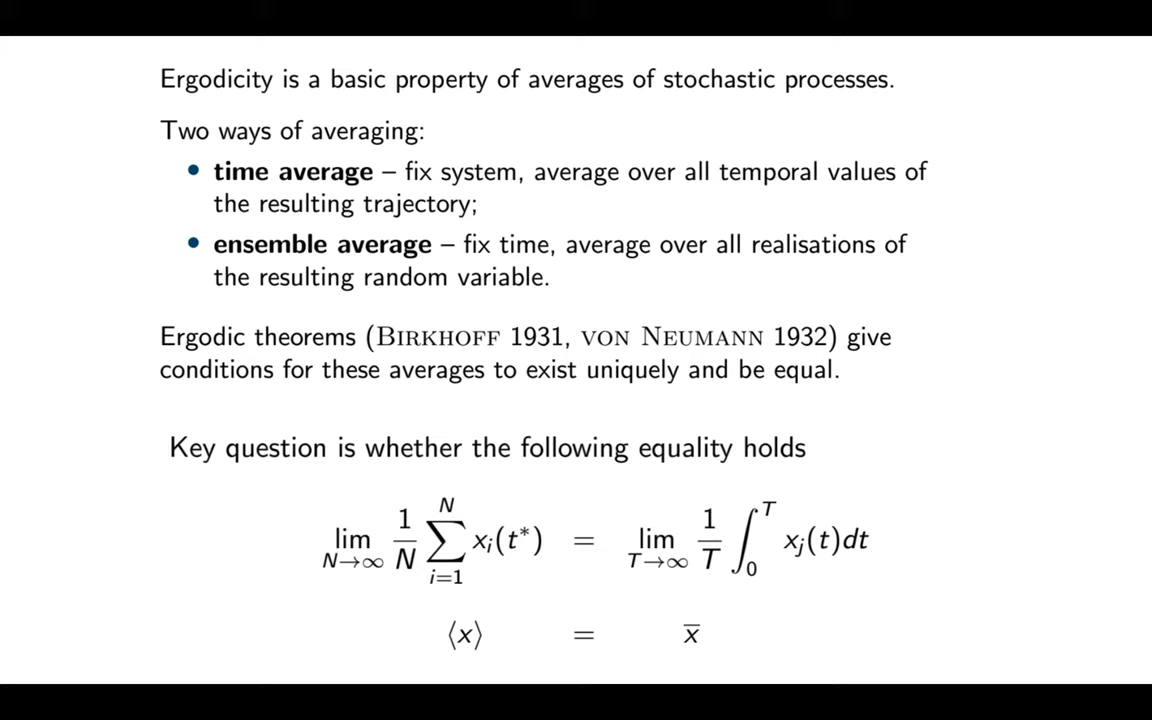 Ergodicity is a basic property of averages of stochastic processes.
Two ways of averaging:
• time average – fix system, average over all temporal values of
the resulting trajectory;
• ensemble average – fix time, average over all realisations of
the resulting random variable.
Ergodic theorems (BIRKHOFF 1931, VON NEUMANN 1932) give
conditions for these averages to exist uniquely and be equal.
Key question is whether the following equality holds
lim_{N→∞} 1/N ∑_{i=1}^{N} x_i(t*) = lim_{T→∞} 1/T ∫_0^T x_j(t)dt
⟨x⟩ = x̅